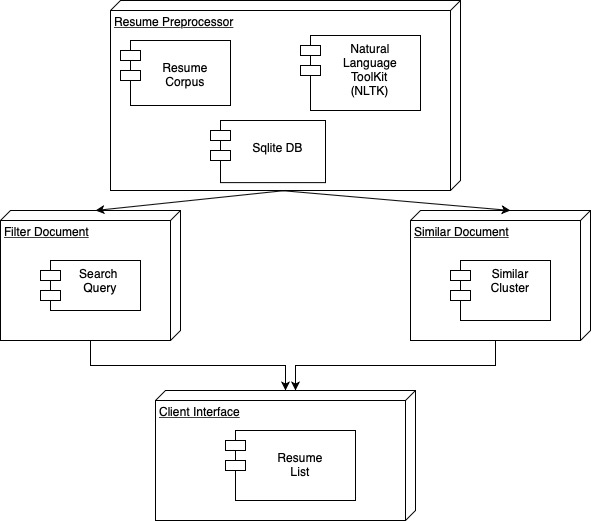 Resume Preprocessor
Resume
Corpus
Natural
Language
ToolKit
(NLTK)
Sqlite DB
Filter Document
Search
Query
Similar Document
Similar
Cluster
Client Interface
Resume
List